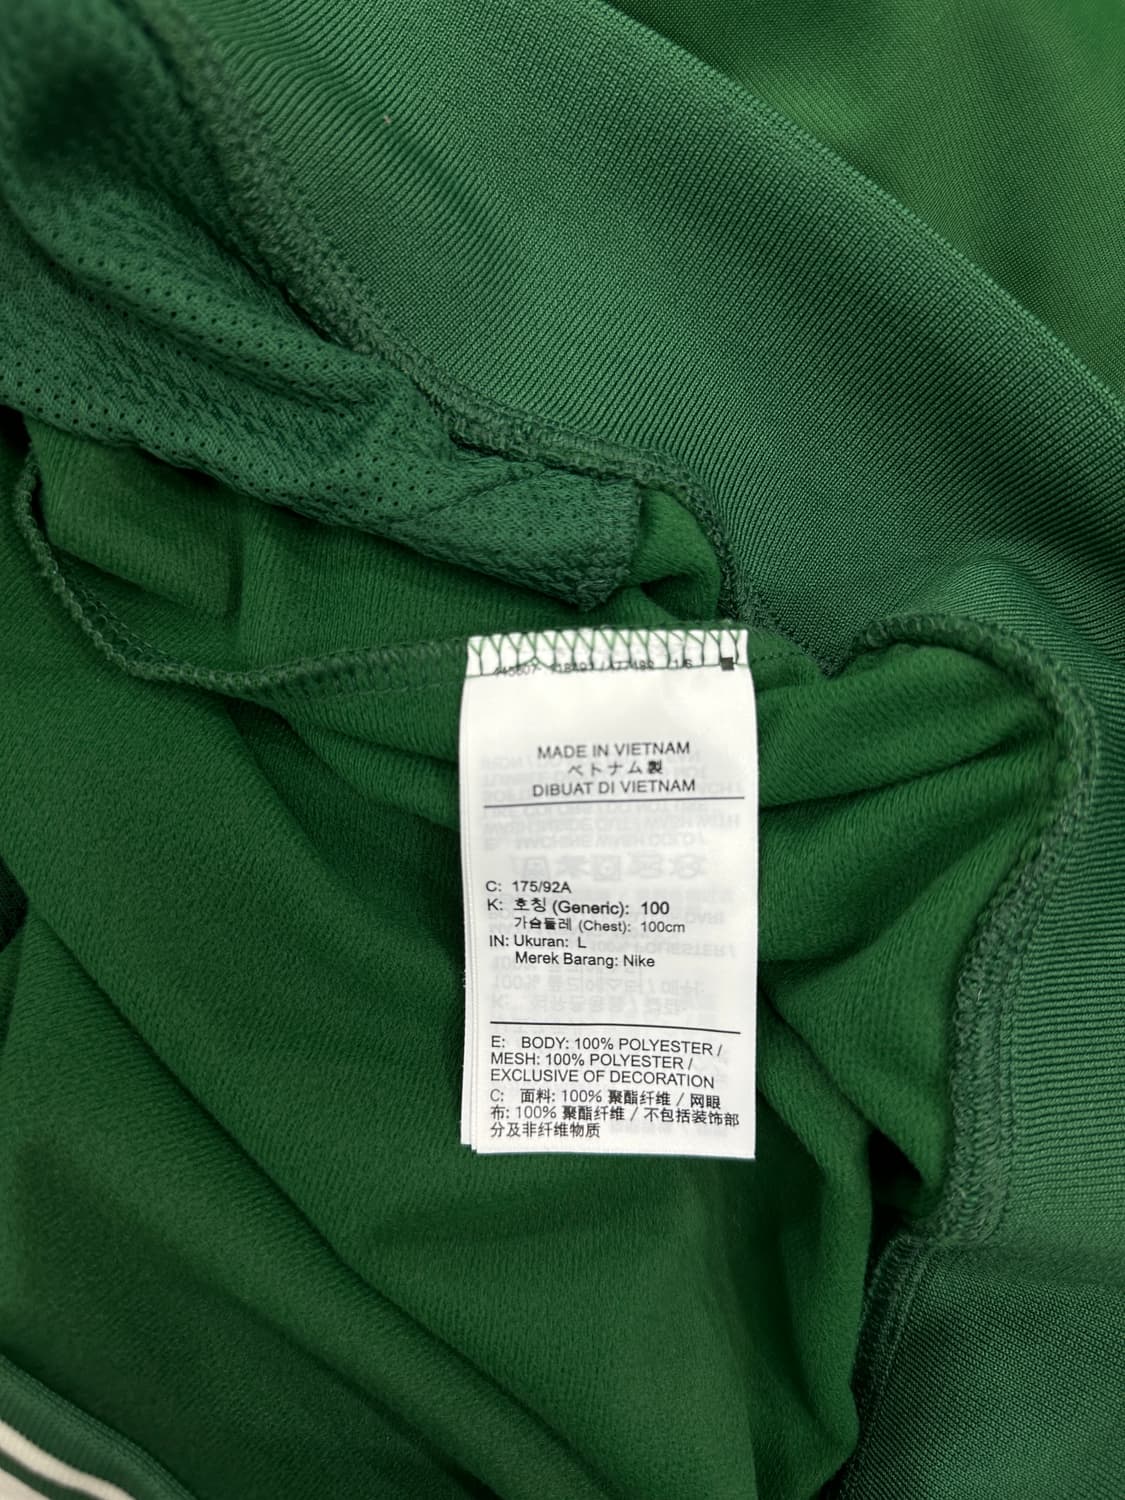 MADE IN VIETNAM
ベトナム製
DIBUAT DI VIETNAM
C: 175/92A
K: 호칭 (Generic): 100
가슴둘레 (Chest): 100cm
IN: Ukuran: L
Merek Barang: Nike
E: BODY: 100% POLYESTER /
MESH: 100% POLYESTER /
EXCLUSIVE OF DECORATION
C: 面料: 100% 聚酯纤维 / 网眼
布: 100% 聚酯纤维 / 不包括装饰部
分及非纤维物质